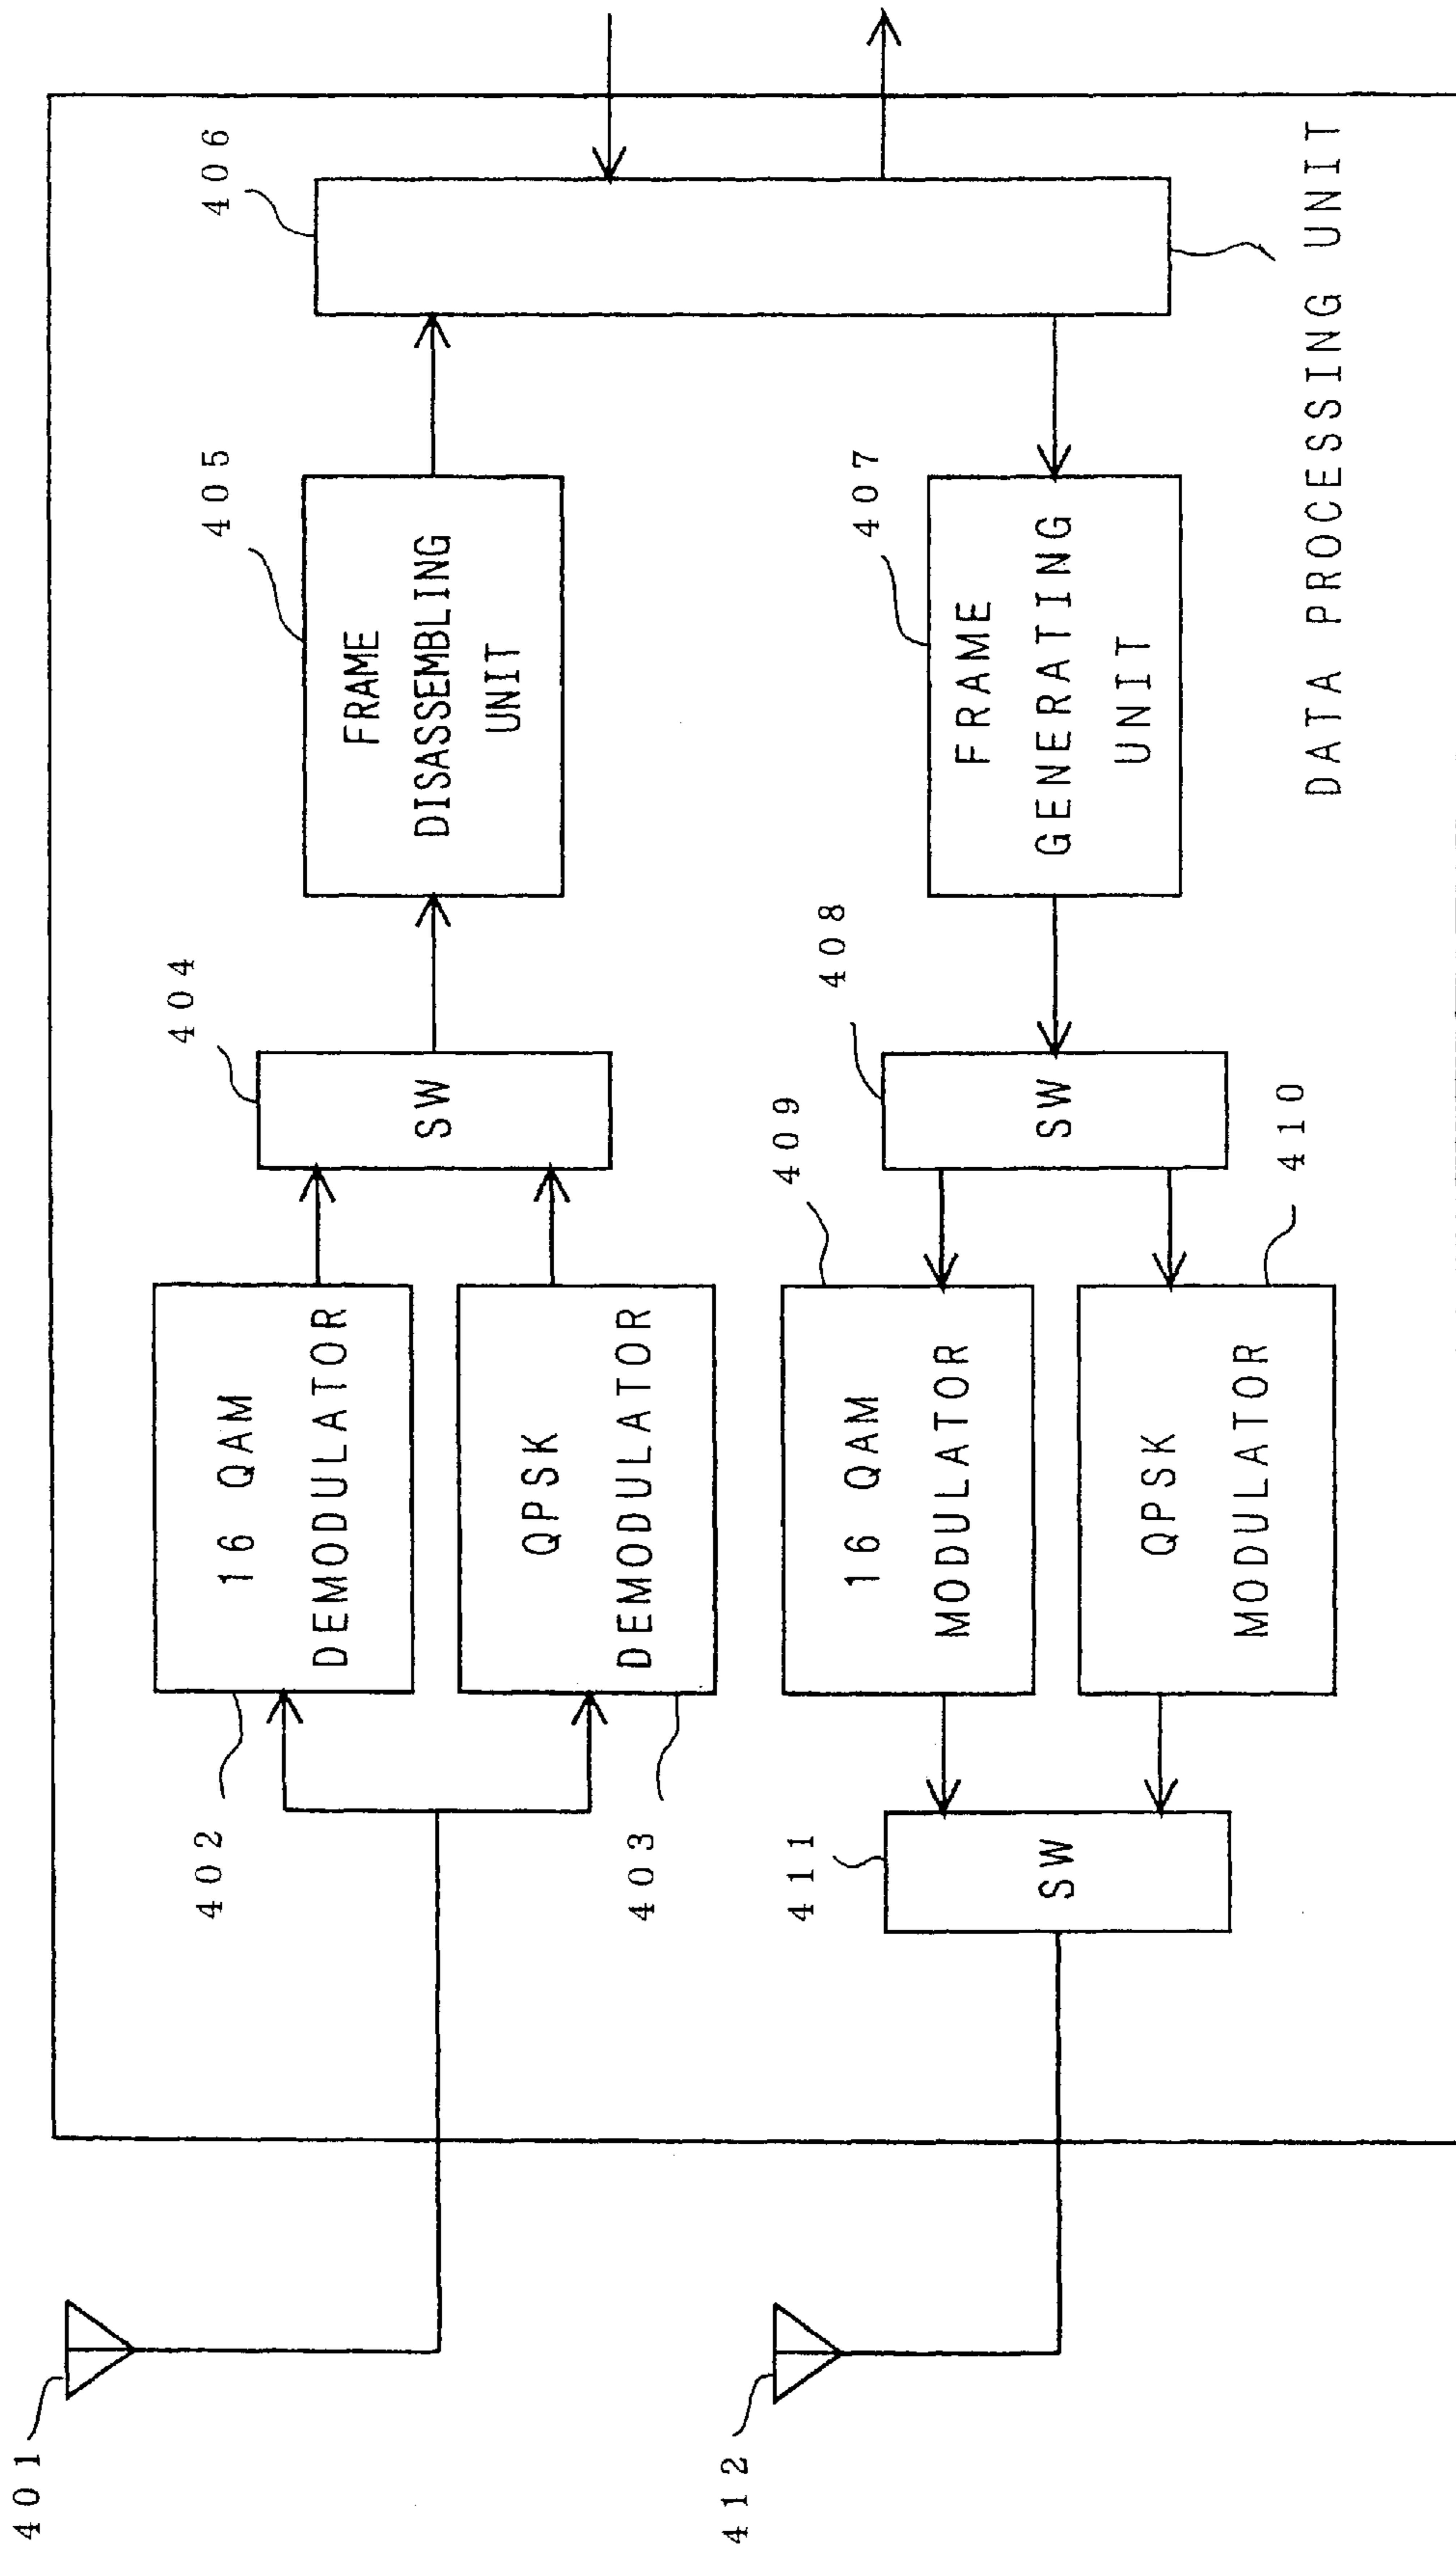 401
402
16 QAM
DEMODULATOR
403
QPSK
DEMODULATOR
404
SW
405
FRAME
DISASSEMBLING
UNIT
406
412
411
SW
409
16 QAM
MODULATOR
QPSK
MODULATOR
410
408
SW
407
FRAME
GENERATING
UNIT
DATA PROCESSING UNIT